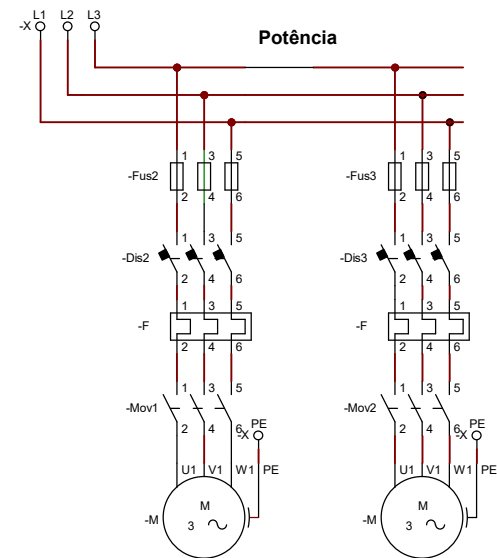 L1 L2 L3
-X
Potência
1 3 5 1 3 5
-Fus2 -Fus3
2 4 6 2 4 6
1 3 5 1 3 5
-Dis2 -Dis3
2 4 6 2 4 6
1 3 5 1 3 5
-F -F
2 4 6 2 4 6
1 3 5 1 3 5
-Mov1 -Mov2
2 4 6 -X PE 2 4 6 -X PE
U1 V1 W1 PE U1 V1 W1 PE
M M
-M 3 -M 3